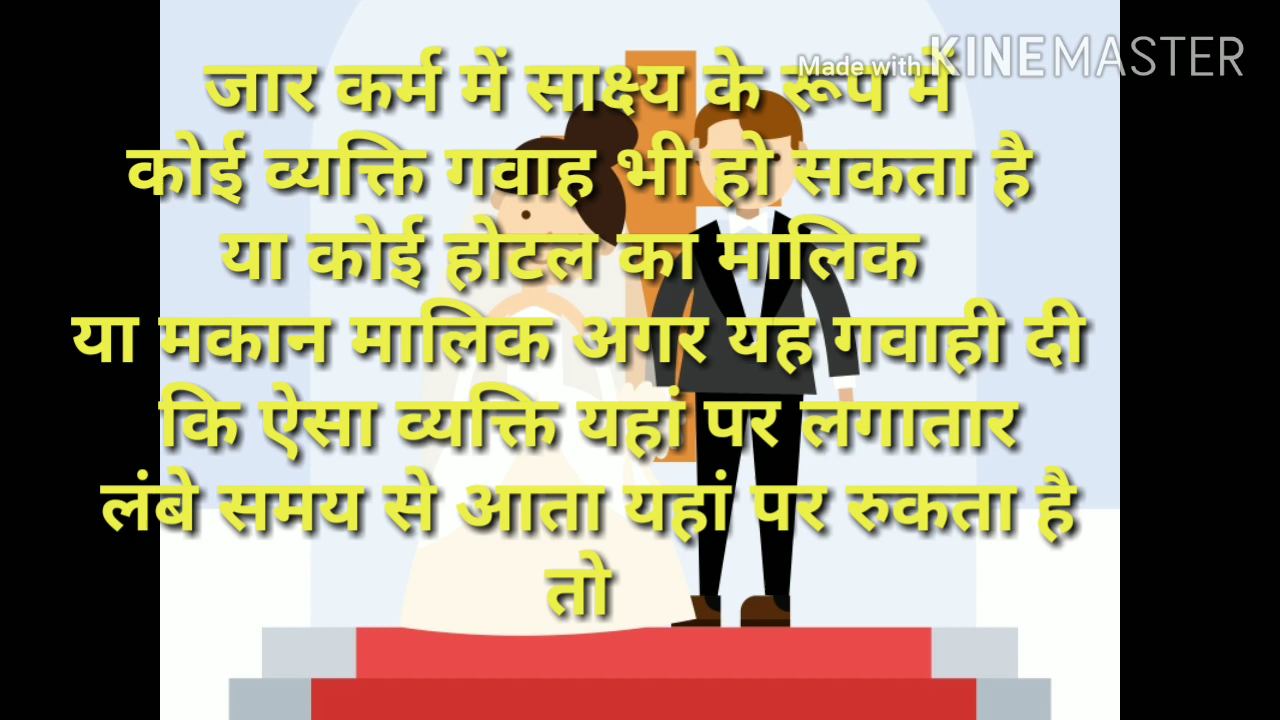 Made with KINEMASTER
जार कर्म में साक्ष्य के रूप में
कोई व्यक्ति गवाह भी हो सकता है
या कोई होटल का मालिक
या मकान मालिक अगर यह गवाही दी
कि ऐसा व्यक्ति यहां पर लगातार
लंबे समय से आता यहां पर रुकता है
तो